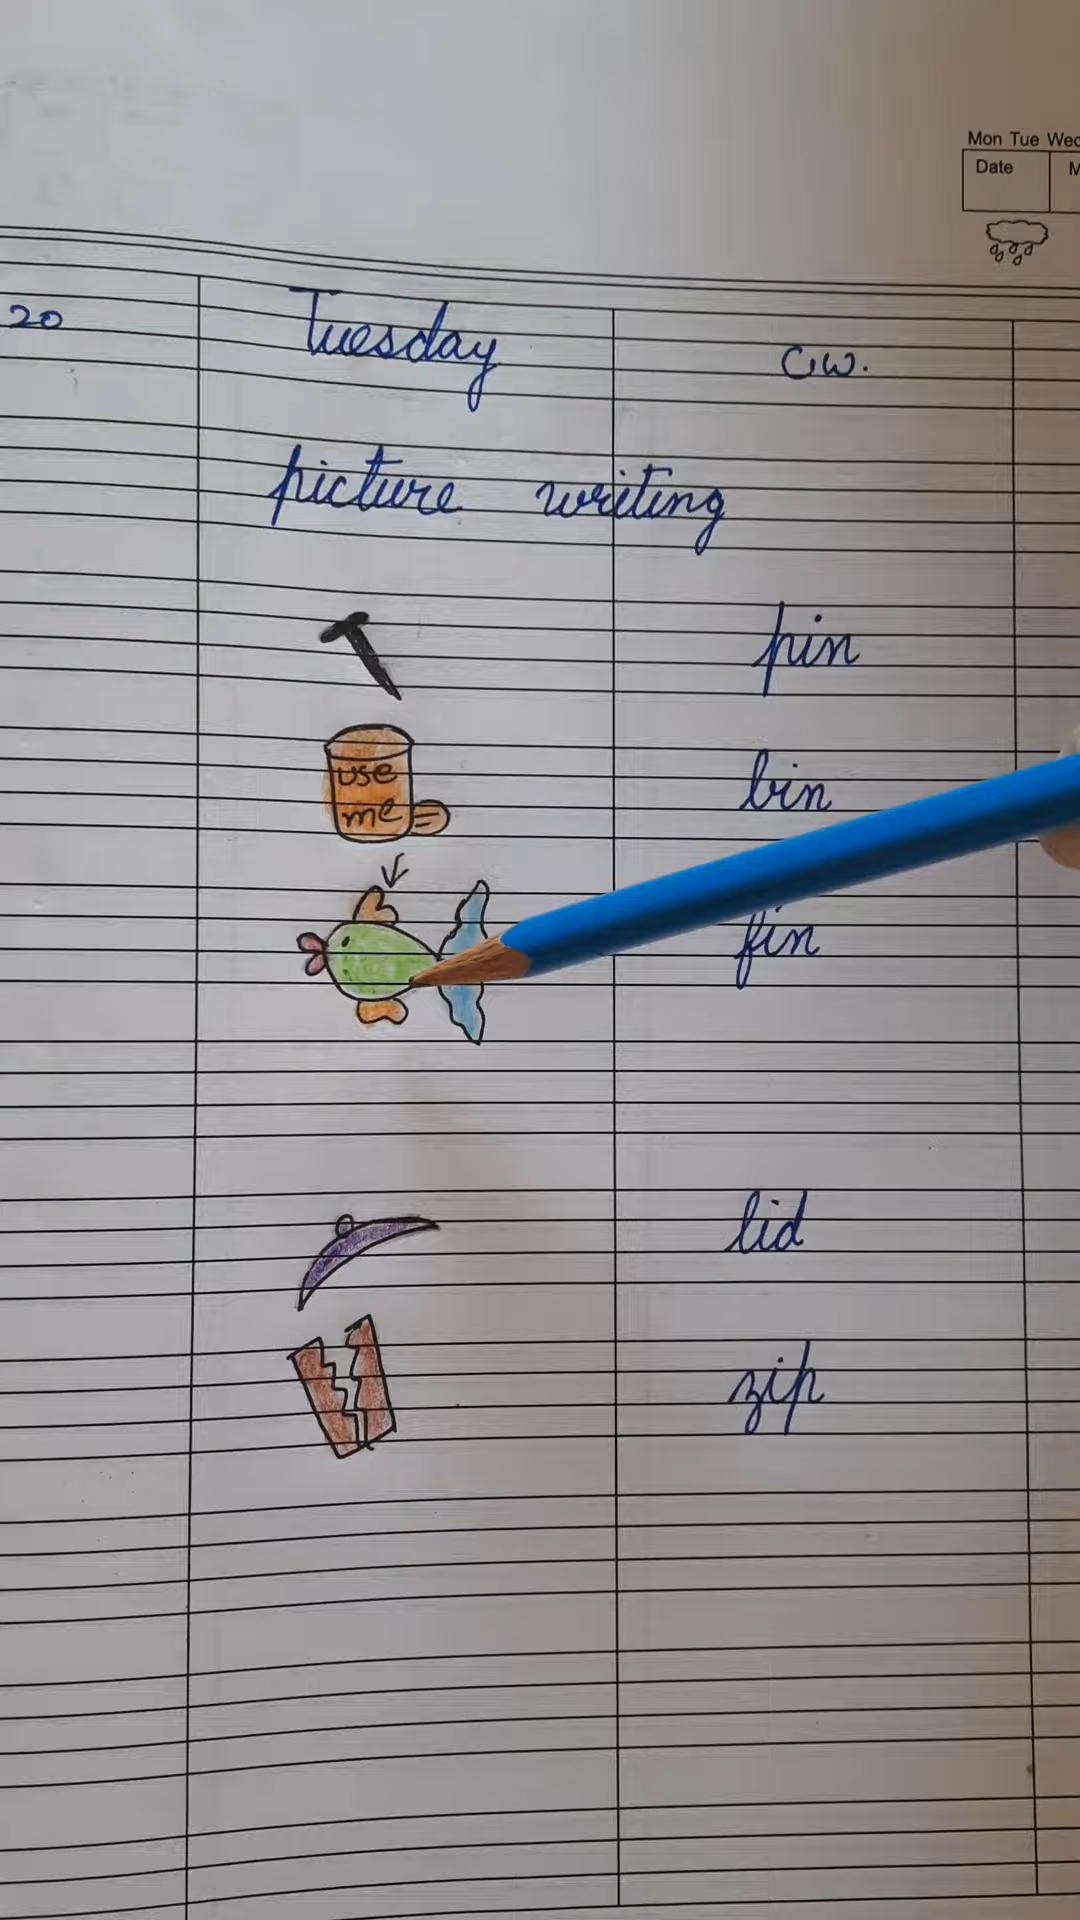 Mon Tue Wed
Date M
20 Tuesday C.W.
picture writing
pin
use
me
bin
fin
lid
zip